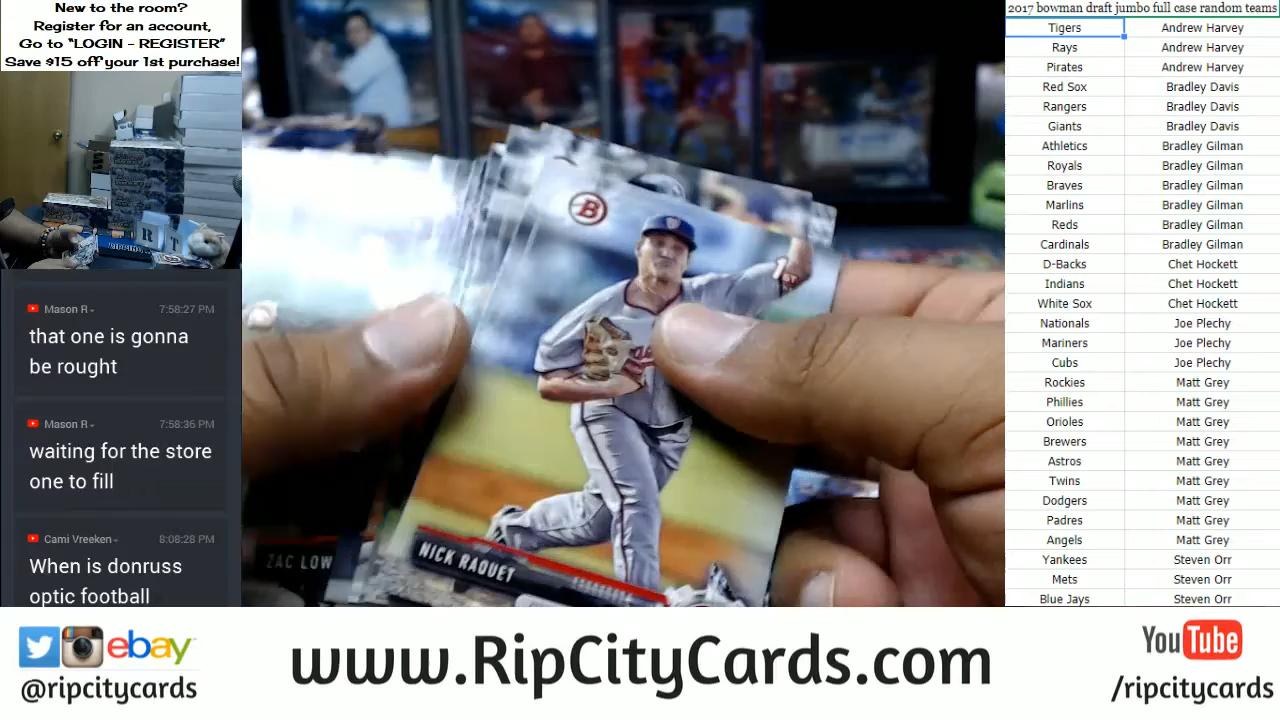 New to the room?
Register for an account,
Go to “LOGIN - REGISTER”
Save $15 off your 1st purchase!
Mason R
7:58:27 PM
that one is gonna
be rought
Mason R
7:58:36 PM
waiting for the store
one to fill
Cami Vreeken
8:08:28 PM
When is donruss
optic football
B
NICK RAQUET
ZAC LOW
R T
2017 bowman draft jumbo full case random teams
Tigers Andrew Harvey
Rays Andrew Harvey
Pirates Andrew Harvey
Red Sox Bradley Davis
Rangers Bradley Davis
Giants Bradley Davis
Athletics Bradley Gilman
Royals Bradley Gilman
Braves Bradley Gilman
Marlins Bradley Gilman
Reds Bradley Gilman
Cardinals Bradley Gilman
D-Backs Chet Hockett
Indians Chet Hockett
White Sox Chet Hockett
Nationals Joe Plechy
Mariners Joe Plechy
Cubs Joe Plechy
Rockies Matt Grey
Phillies Matt Grey
Orioles Matt Grey
Brewers Matt Grey
Astros Matt Grey
Twins Matt Grey
Dodgers Matt Grey
Padres Matt Grey
Angels Matt Grey
Yankees Steven Orr
Mets Steven Orr
Blue Jays Steven Orr
ebay
@ripcitycards
www.RipCityCards.com
YouTube
/ripcitycards